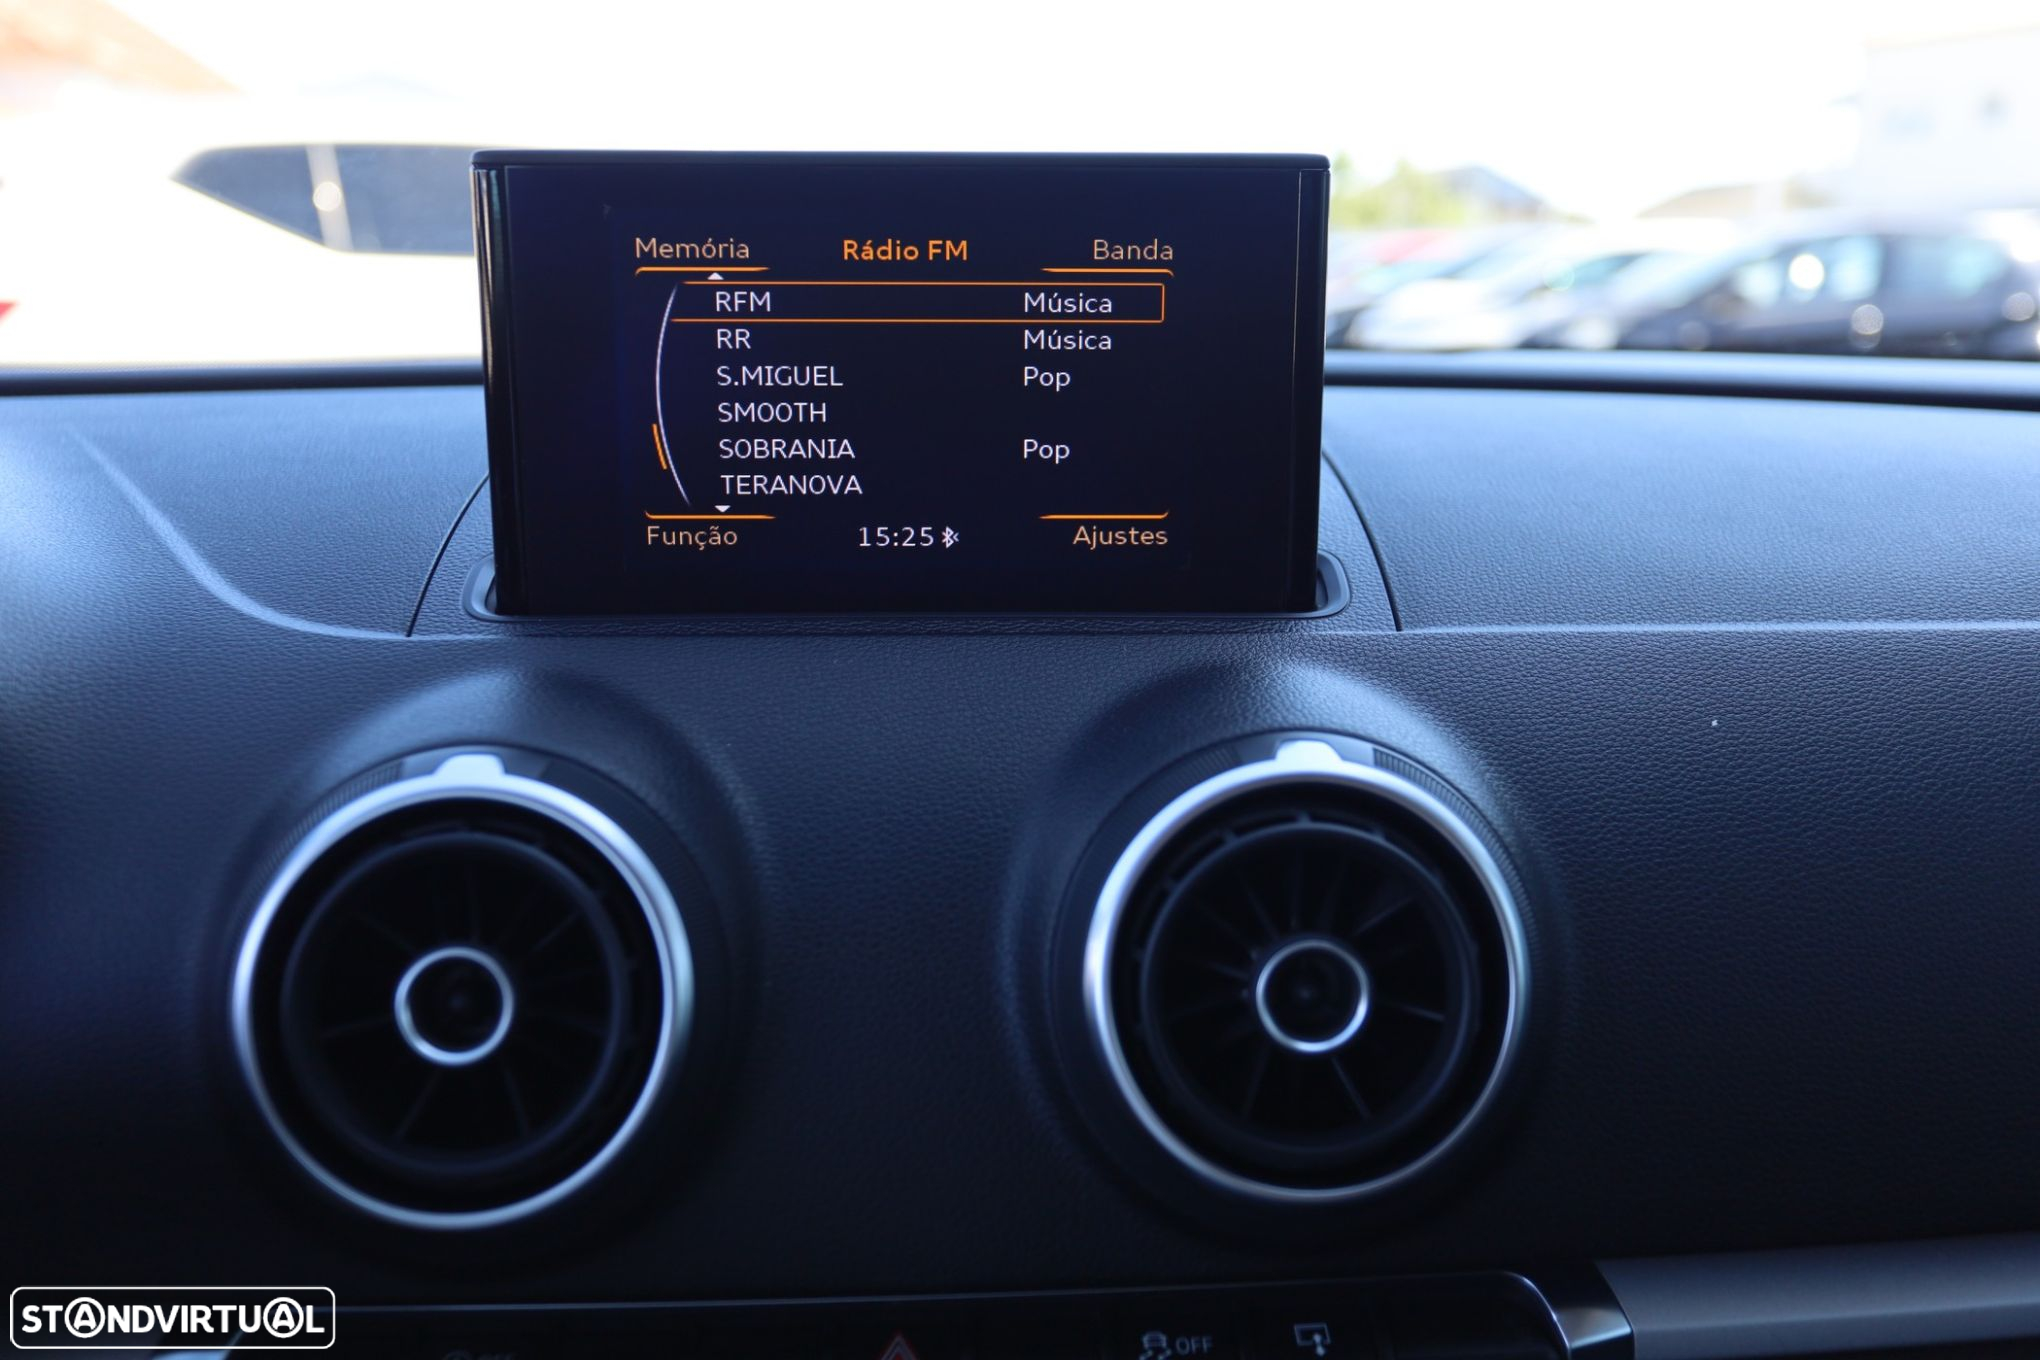 Memória Rádio FM Banda
RFM Música
RR Música
S.MIGUEL Pop
SMOOTH
SOBRANIA Pop
TERANOVA
Função 15:25 Ajustes
OFF
STANDVIRTUAL